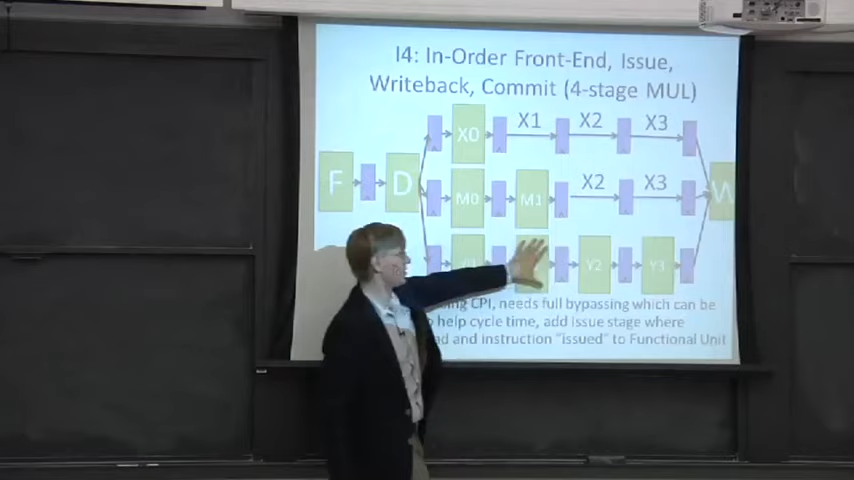 I4: In-Order Front-End, Issue,
Writeback, Commit (4-stage MUL)
X0 X1 X2 X3
F D M0 M1 X2 X3 W
Y2 Y3
CPI, needs full bypassing which can be
help cycle time, add issue stage where
and instruction "issued" to Functional Unit